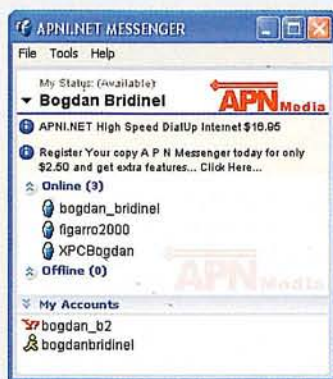 APNI.NET MESSENGER
File Tools Help
My Status: (Available)
Bogdan Bridinel
APN Media
APNI.NET High Speed DialUp Internet $16.95
Register Your copy A P N Messenger today for only
$2.50 and get extra features... Click Here...
Online (3)
bogdan_bridinel
figarro2000
XPCBogdan
Offline (0)
APN Media
My Accounts
bogdan_b2
bogdanbridinel